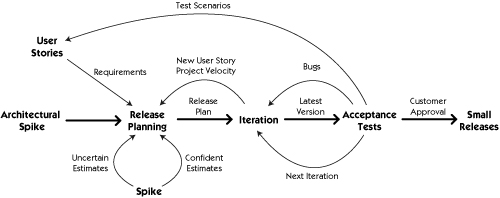 Test Scenarios
User
Stories
Requirements
New User Story
Project Velocity
Bugs
Architectural
Spike
Release
Planning
Release
Plan
Iteration
Latest
Version
Acceptance
Tests
Customer
Approval
Small
Releases
Uncertain
Estimates
Confident
Estimates
Next Iteration
Spike